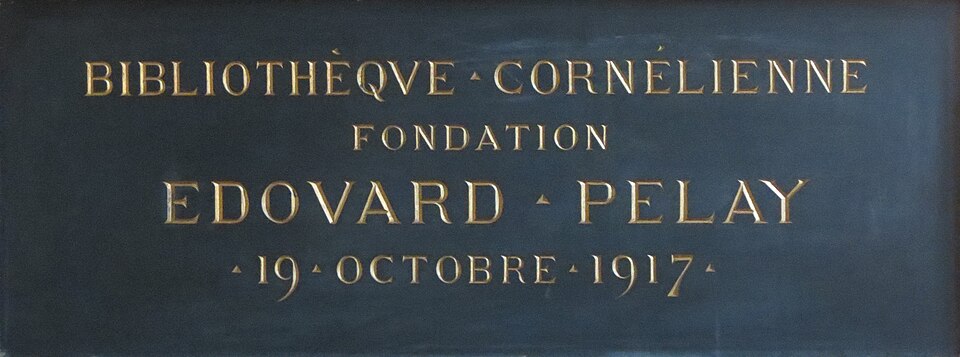 BIBLIOTHÈQVE ▴ CORNÉLIENNE
FONDATION
EDOVARD ▴ PELAY
▴ 19 ▴ OCTOBRE ▴ 1917 ▴